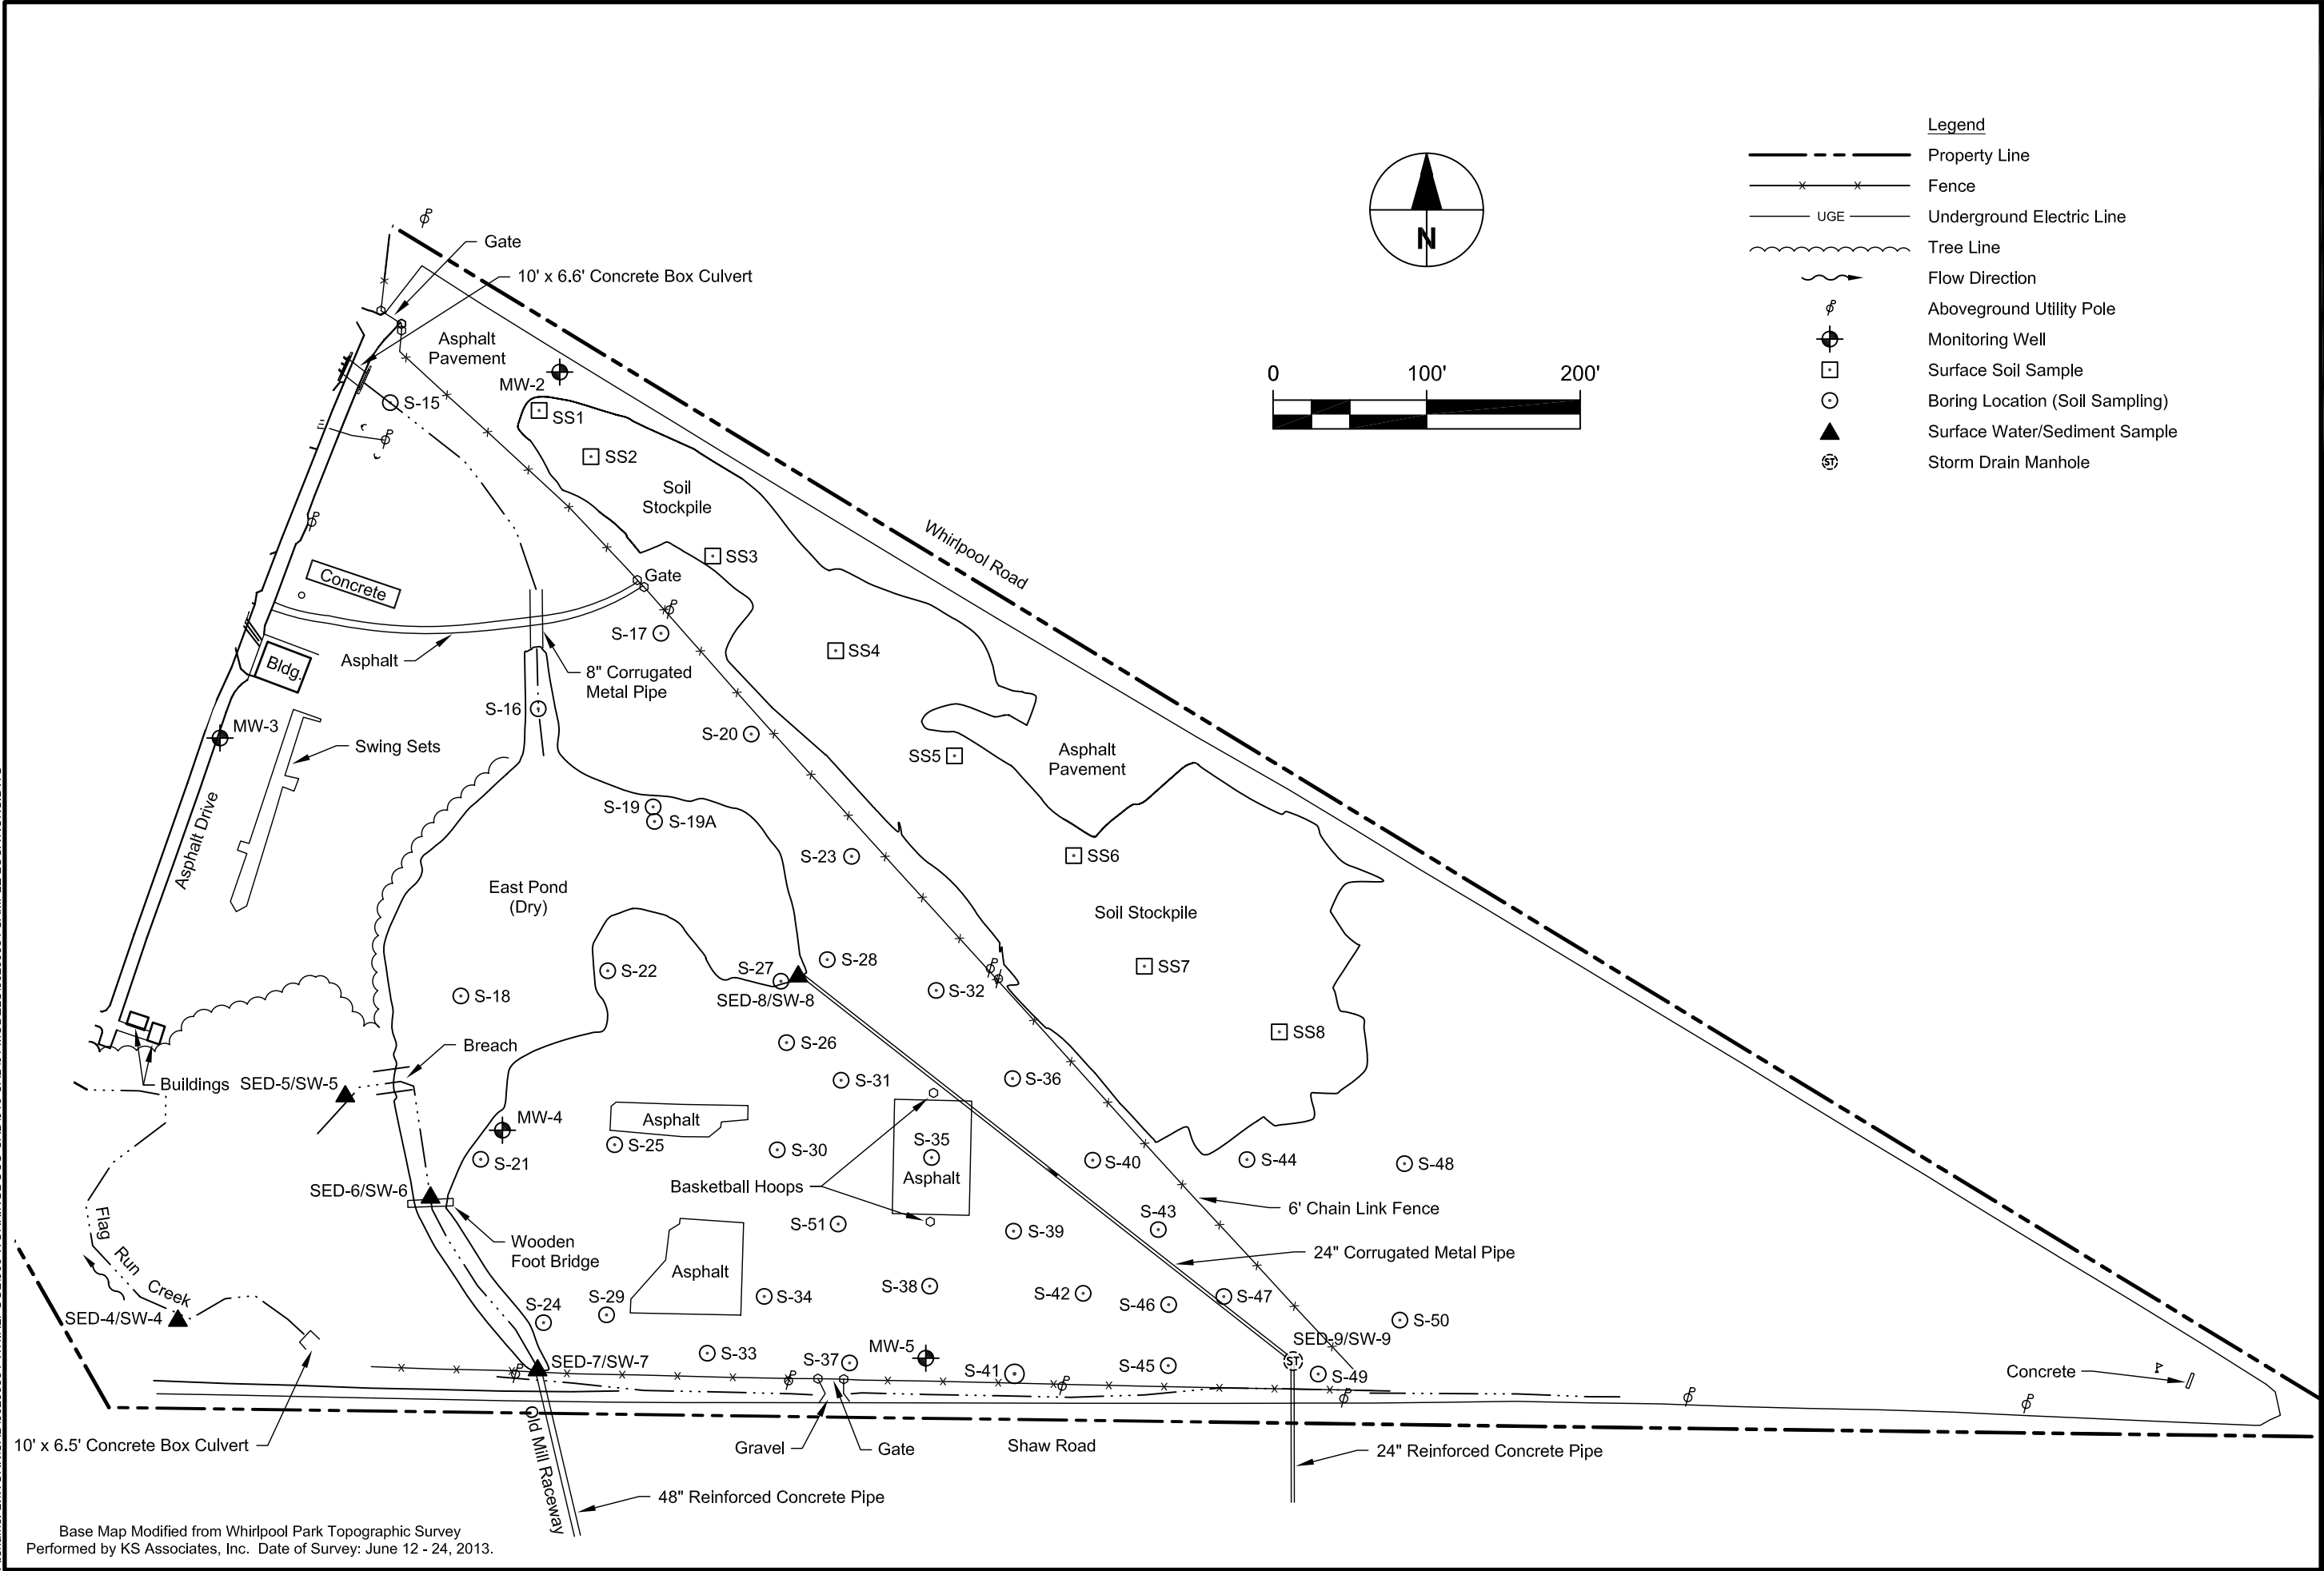 Legend
Property Line
Fence
UGE
Underground Electric Line
Tree Line
Flow Direction
Aboveground Utility Pole
Monitoring Well
Surface Soil Sample
Boring Location (Soil Sampling)
Surface Water/Sediment Sample
ST
Storm Drain Manhole
N
0 100' 200'
Gate
10' x 6.6' Concrete Box Culvert
Asphalt
Pavement
MW-2
S-15
SS1
SS2
Soil
Stockpile
SS3
Whirlpool Road
Gate
Concrete
S-17
Asphalt
Bldg.
8" Corrugated
Metal Pipe
SS4
S-16
MW-3
Swing Sets
S-20
SS5
Asphalt
Pavement
S-19
S-19A
Asphalt Drive
S-23
SS6
East Pond
(Dry)
Soil Stockpile
S-22
S-27
S-28
SS7
S-18
SED-8/SW-8
S-32
SS8
Breach
S-26
Buildings
SED-5/SW-5
S-31
S-36
MW-4
Asphalt
S-25
S-30
S-35
Asphalt
S-21
S-40
S-44
S-48
SED-6/SW-6
Basketball Hoops
6' Chain Link Fence
S-43
Flag Run Creek
S-51
S-39
Wooden
Foot Bridge
24" Corrugated Metal Pipe
Asphalt
S-38
S-42
S-46
S-47
S-34
S-29
S-24
SED-4/SW-4
S-50
SED-9/SW-9
ST
S-33
S-37
MW-5
S-41
S-45
S-49
SED-7/SW-7
Concrete
10' x 6.5' Concrete Box Culvert
Old Mill Raceway
Gravel
Gate
Shaw Road
24" Reinforced Concrete Pipe
48" Reinforced Concrete Pipe
Base Map Modified from Whirlpool Park Topographic Survey
Performed by KS Associates, Inc. Date of Survey: June 12 - 24, 2013.